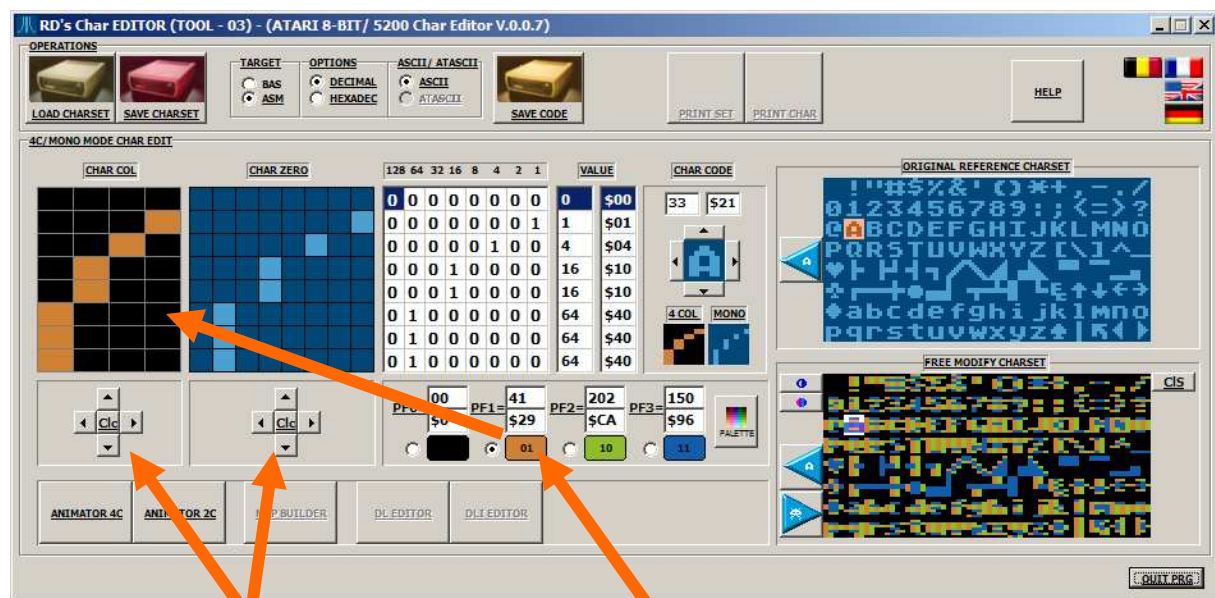 RD's Char EDITOR (TOOL - 03) - (ATARI 8-BIT/ 5200 Char Editor V.0.0.7)
OPERATIONS
TARGET OPTIONS ASCII/ ATASCII
BAS DECIMAL ASCII
ASM HEXADEC ATASCII
LOAD CHARSET SAVE CHARSET SAVE CODE PRINT SET PRINT CHAR HELP
4C/MONO MODE CHAR EDIT
CHAR COL CHAR ZERO 128 64 32 16 8 4 2 1 VALUE CHAR CODE ORIGINAL REFERENCE CHARSET
0 0 0 0 0 0 0 0 0 $00
0 0 0 0 0 0 0 1 1 $01
0 0 0 0 0 1 0 0 4 $04
0 0 0 1 0 0 0 0 16 $10
0 0 0 1 0 0 0 0 16 $10
0 1 0 0 0 0 0 0 64 $40
0 1 0 0 0 0 0 0 64 $40
0 1 0 0 0 0 0 0 64 $40
33 $21
A
4 COL MONO
A
!"#$%&'()*+,-./
0123456789:;<=>?
@ABCDEFGHIJKLMNO
PQRSTUVWXYZ[\]^_
abcdefghijklmno
pqrstuvwxyz
FREE MODIFY CHARSET
Cls
A
Clc Clc
00 PF1= 41 PF2= 202 PF3= 150
$29 $CA $96
01 10 11
PALETTE
ANIMATOR 4C 2C BUILDER DL EDITOR DLI EDITOR
QUIT PRG